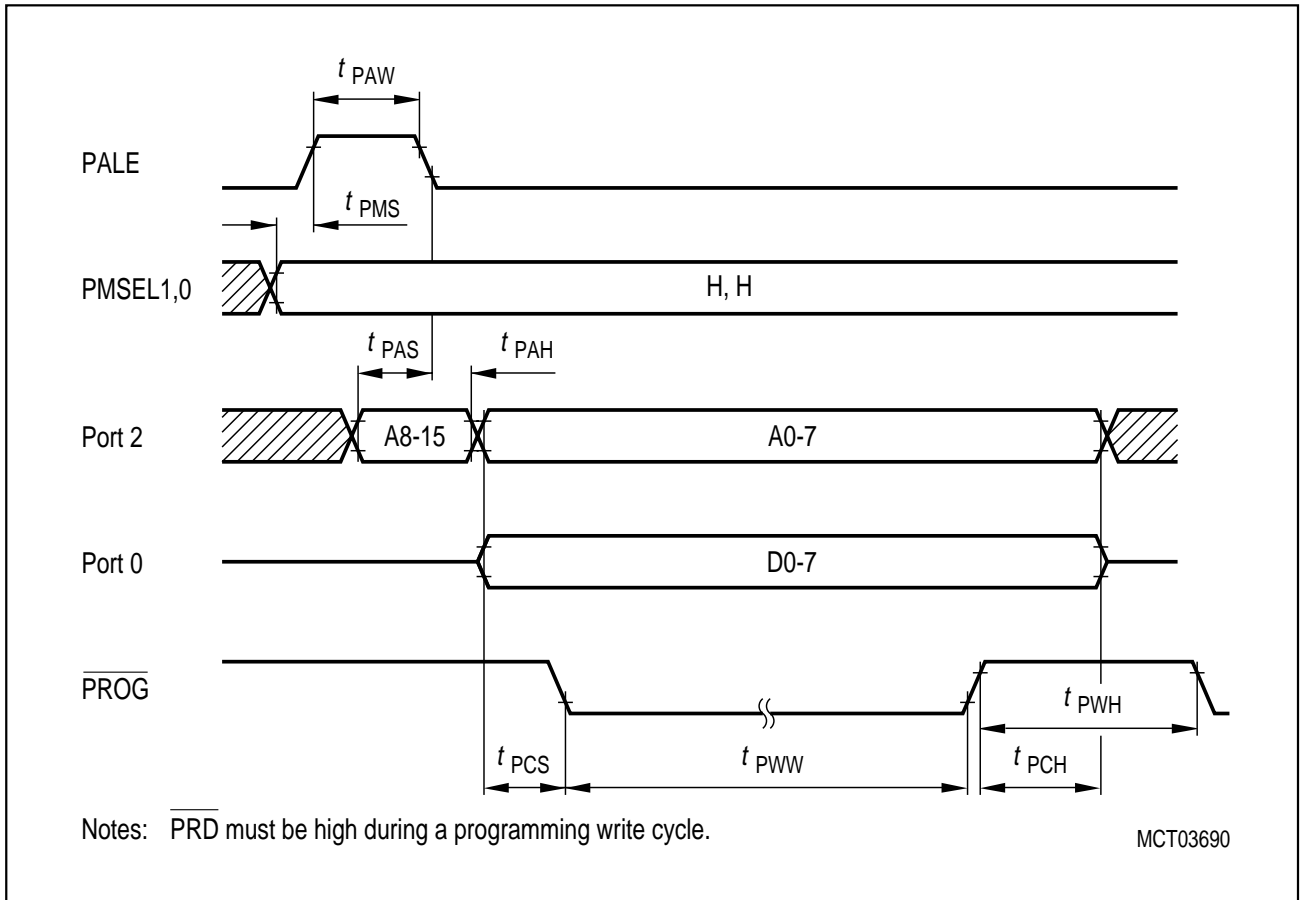 t PAW
PALE
t PMS
PMSEL1,0
H, H
t PAS
t PAH
Port 2
A8-15
A0-7
Port 0
D0-7
PROG
t PWH
t PCS
t PWW
t PCH
Notes: PRD must be high during a programming write cycle.
MCT03690